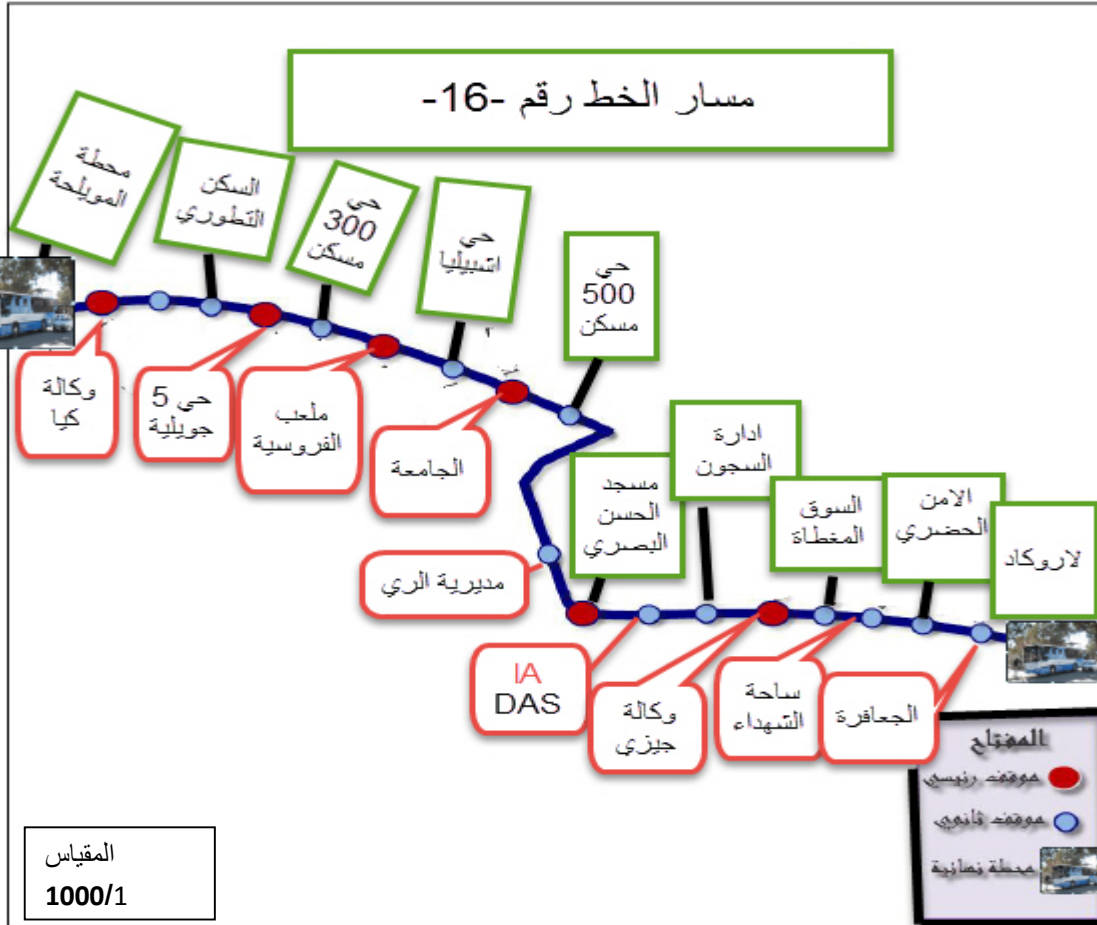 مسار الخط رقم -16-
محطة
المويلحة
السكن
التطوري
حي
300
مسكن
حي
اشبيليا
حي
500
مسكن
وكالة
كيا
حي 5
جويلية
ملعب
الفروسية
الجامعة
ادارة
السجون
مسجد
الحسن
البصري
السوق
المغطاة
الامن
الحضري
لاروكاد
مديرية الري
IA
DAS
وكالة
جيزي
ساحة
الشهداء
الجعافرة
المفتاح
موقف رئيسي
موقف ثانوي
محطة نهائية
المقياس
1000/1